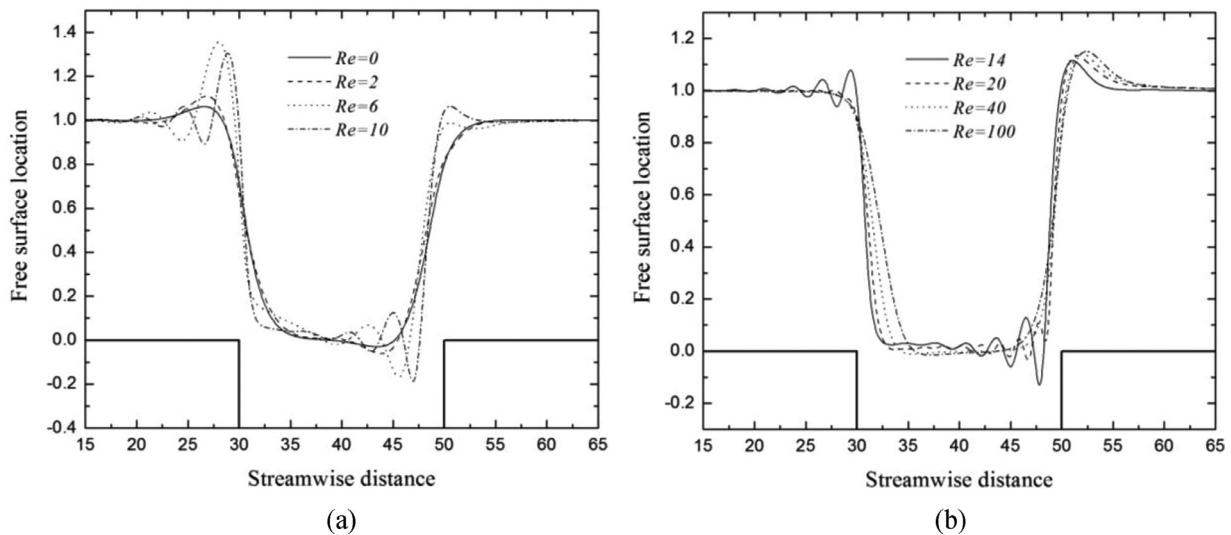 Re=0
Re=2
Re=6
Re=10
Free surface location
1.4
1.2
1.0
0.8
0.6
0.4
0.2
0.0
-0.2
-0.4
15 20 25 30 35 40 45 50 55 60 65
Streamwise distance
(a)
Re=14
Re=20
Re=40
Re=100
Free surface location
1.2
1.0
0.8
0.6
0.4
0.2
0.0
-0.2
15 20 25 30 35 40 45 50 55 60 65
Streamwise distance
(b)